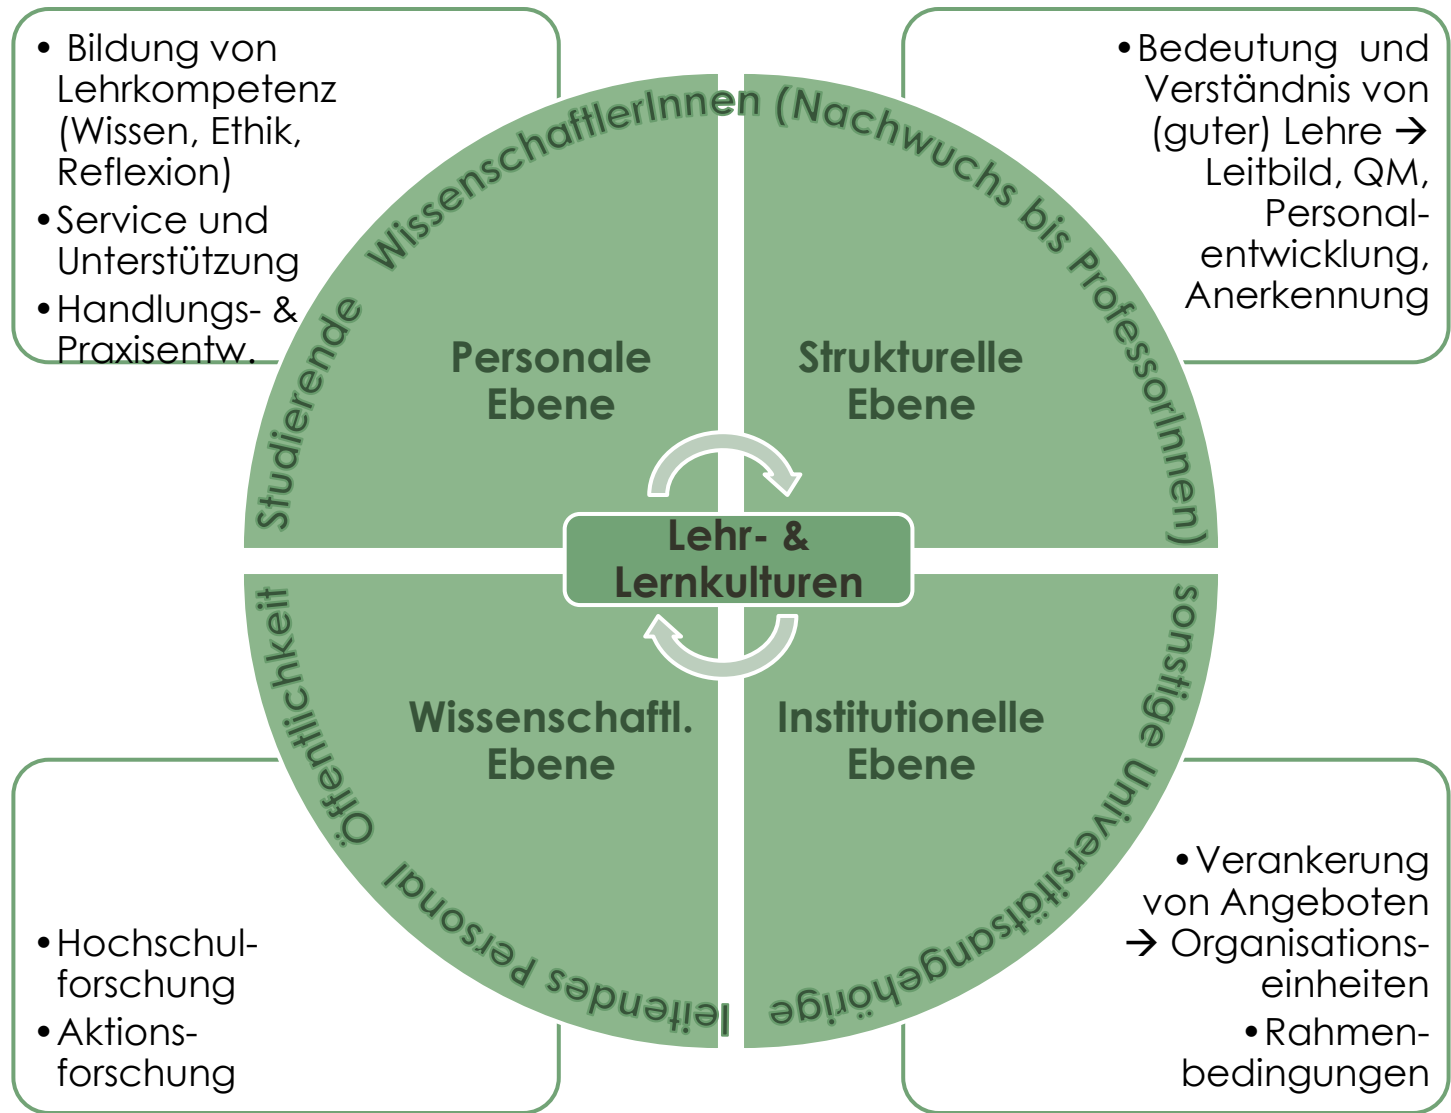 • Bildung von
Lehrkompetenz
(Wissen, Ethik,
Reflexion)
• Service und
Unterstützung
• Handlungs- &
Praxisentw.
• Bedeutung und
Verständnis von
(guter) Lehre →
Leitbild, QM,
Personal-
entwicklung,
Anerkennung
Studierende WissenschaftlerInnen (Nachwuchs bis ProfessorInnen)
sonstige Universitätsangehörige
leitendes Personal Öffentlichkeit
Personale
Ebene
Strukturelle
Ebene
Lehr- &
Lernkulturen
Wissenschaftl.
Ebene
Institutionelle
Ebene
• Hochschul-
forschung
• Aktions-
forschung
• Verankerung
von Angeboten
→ Organisations-
einheiten
• Rahmen-
bedingungen